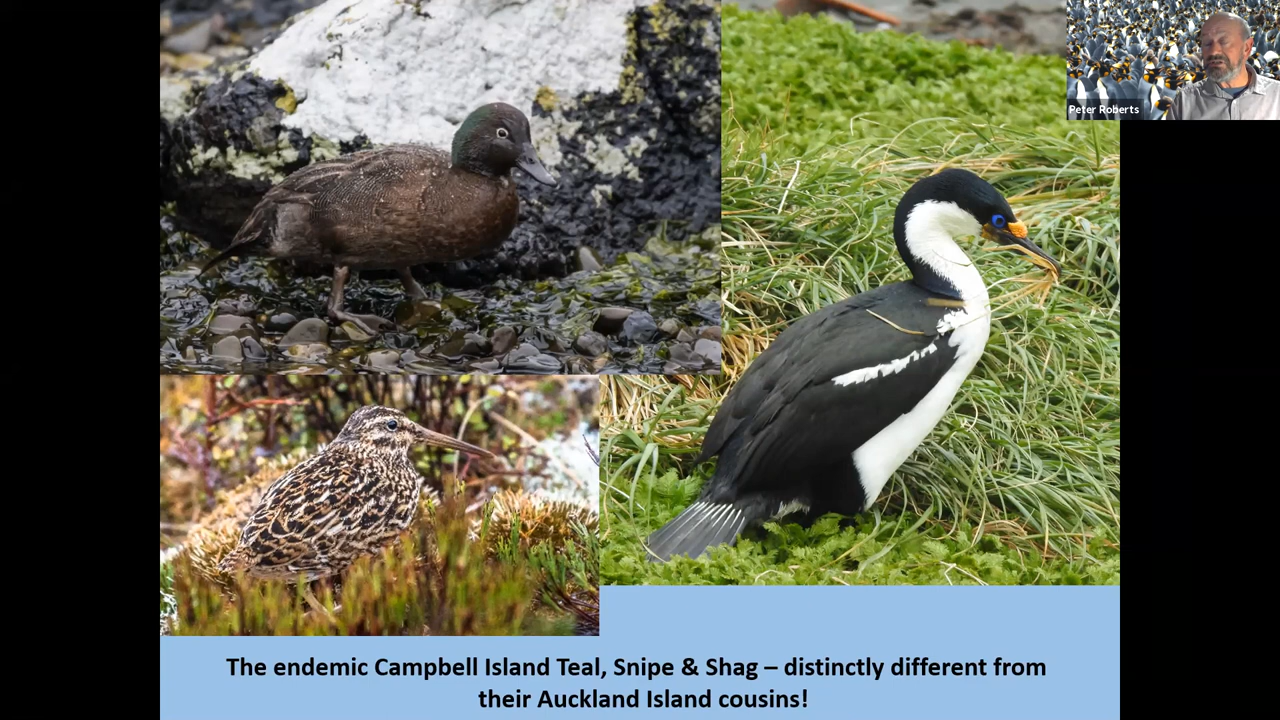 Peter Roberts
The endemic Campbell Island Teal, Snipe & Shag – distinctly different from
their Auckland Island cousins!